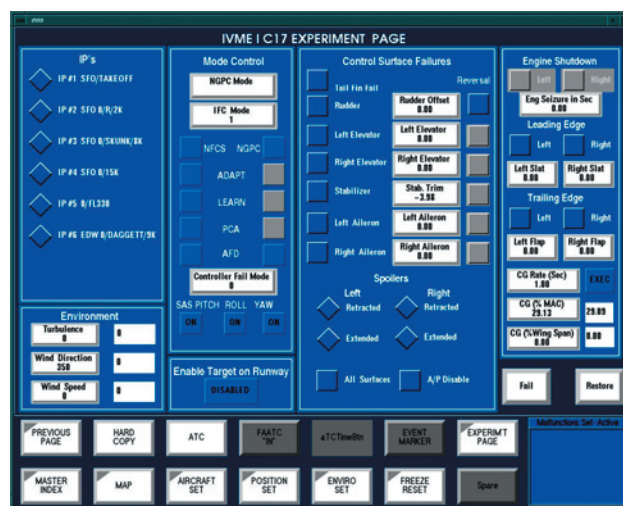 eos
IVME I C17 EXPERIMENT PAGE
IP's
IP #1 SFO/TAKEOFF
IP #2 SFO 0/R/2K
IP #3 SFO 0/SKUNK/8K
IP #4 SFO 0/15K
IP #5 0/FL330
IP #6 EDW 0/DAGGETT/9K
Environment
Turbulence
0
0
Wind Direction
350
0
Wind Speed
0
0
Mode Control
NGPC Mode
IFC Mode
1
NFCS NGPC
ADAPT
LEARN
PCA
AFD
Controller Fail Mode
0
SAS PITCH ROLL YAW
ON ON ON
Enable Target on Runway
DISABLED
Control Surface Failures
Reversal
Tail Fin Fail
Rudder
Rudder Offset
0.00
Left Elevator
Left Elevator
0.00
Right Elevator
Right Elevator
0.00
Stabilizer
Stab. Trim
-3.98
Left Aileron
Left Aileron
0.00
Right Aileron
Right Aileron
0.00
Spoilers
Left Right
Retracted Retracted
Extended Extended
All Surfaces A/P Disable
Engine Shutdown
Left Right
Eng Seizure in Sec
0.00
Leading Edge
Left Right
Left Slat
0.00
Right Slat
0.00
Trailing Edge
Left Right
Left Flap
0.00
Right Flap
0.00
CG Rate (Sec)
1.00
EXEC
CG (% MAC)
29.13
29.09
CG (%Wing Span)
0.00
0.00
Fail Restore
PREVIOUS PAGE
HARD COPY
ATC
FAATC "IN"
aTCTimeBtn
EVENT MARKER
EXPERIM'T PAGE
Malfunctions Set /Active
MASTER INDEX
MAP
AIRCRAFT SET
POSITION SET
ENVIRO SET
FREEZE RESET
Spare